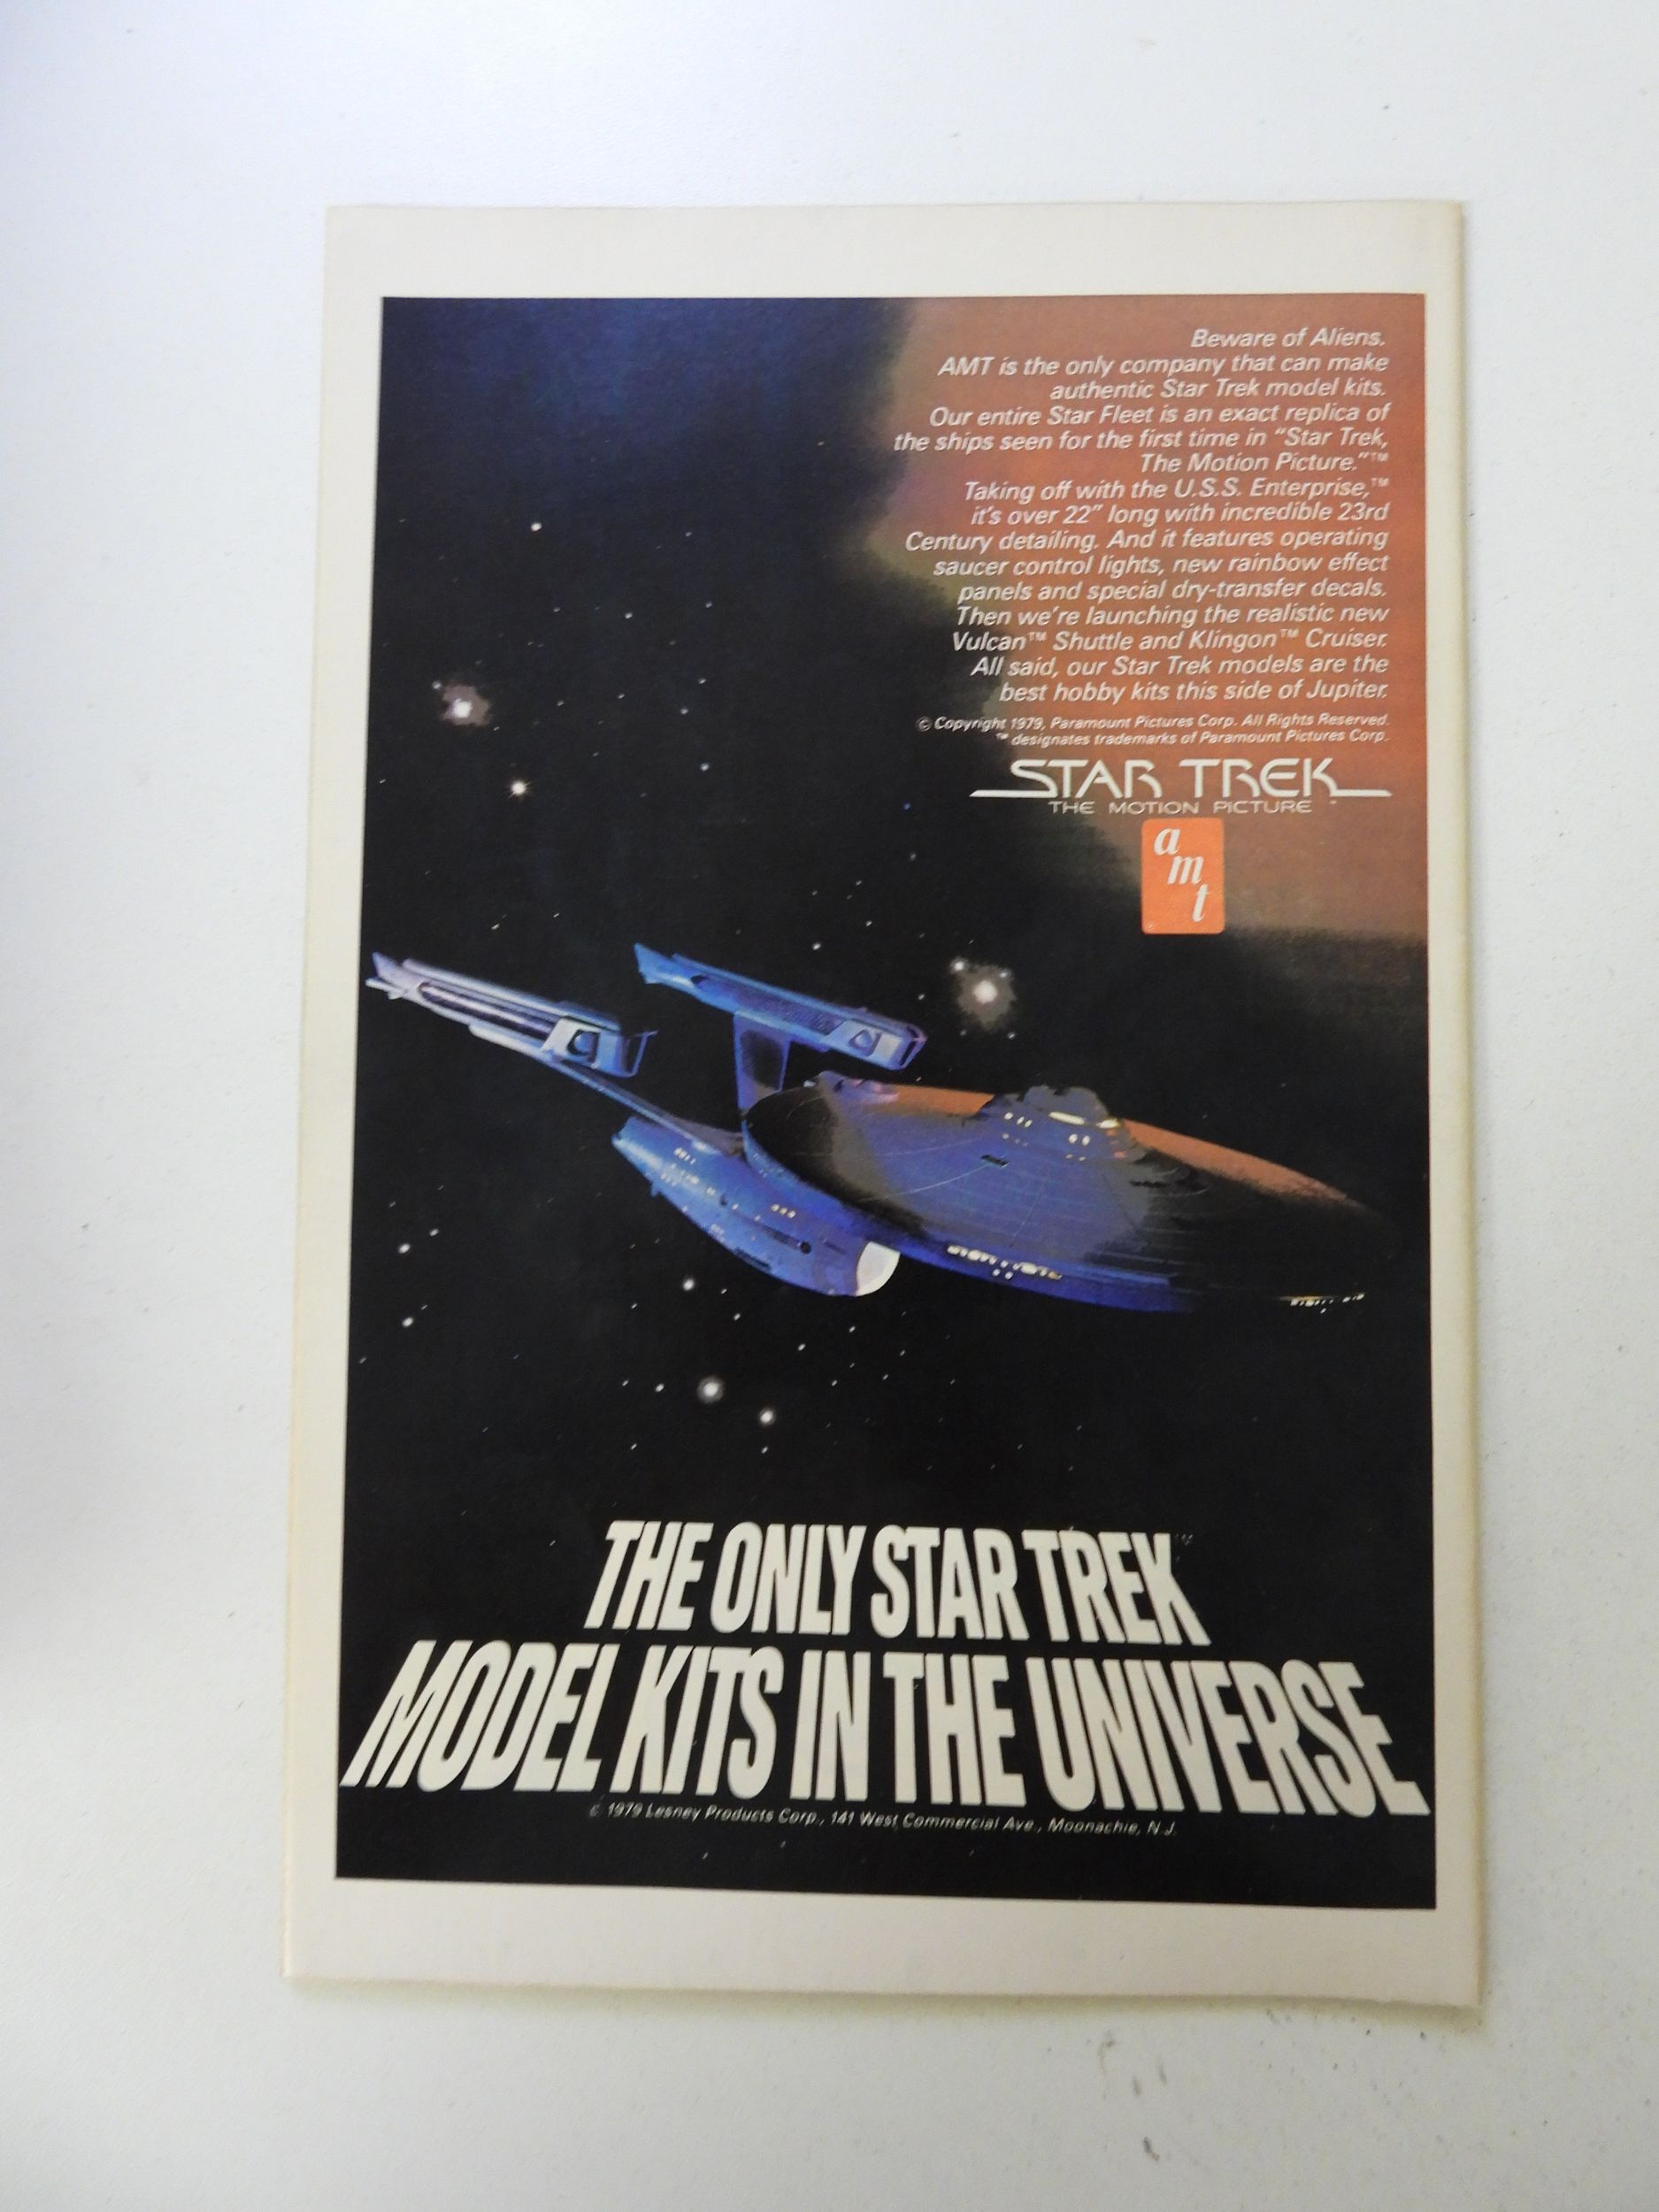 Beware of Aliens.
AMT is the only company that can make
authentic Star Trek model kits.
Our entire Star Fleet is an exact replica of
the ships seen for the first time in "Star Trek,
The Motion Picture."™
Taking off with the U.S.S. Enterprise,™
it's over 22" long with incredible 23rd
Century detailing. And it features operating
saucer control lights, new rainbow effect
panels and special dry-transfer decals.
Then we're launching the realistic new
Vulcan™ Shuttle and Klingon™ Cruiser.
All said, our Star Trek models are the
best hobby kits this side of Jupiter.
© Copyright 1979, Paramount Pictures Corp. All Rights Reserved.
™ designates trademarks of Paramount Pictures Corp.
STAR TREK
THE MOTION PICTURE™
amt
THE ONLY STAR TREK™
MODEL KITS IN THE UNIVERSE
© 1979 Lesney Products Corp., 141 West Commercial Ave., Moonachie, N.J.